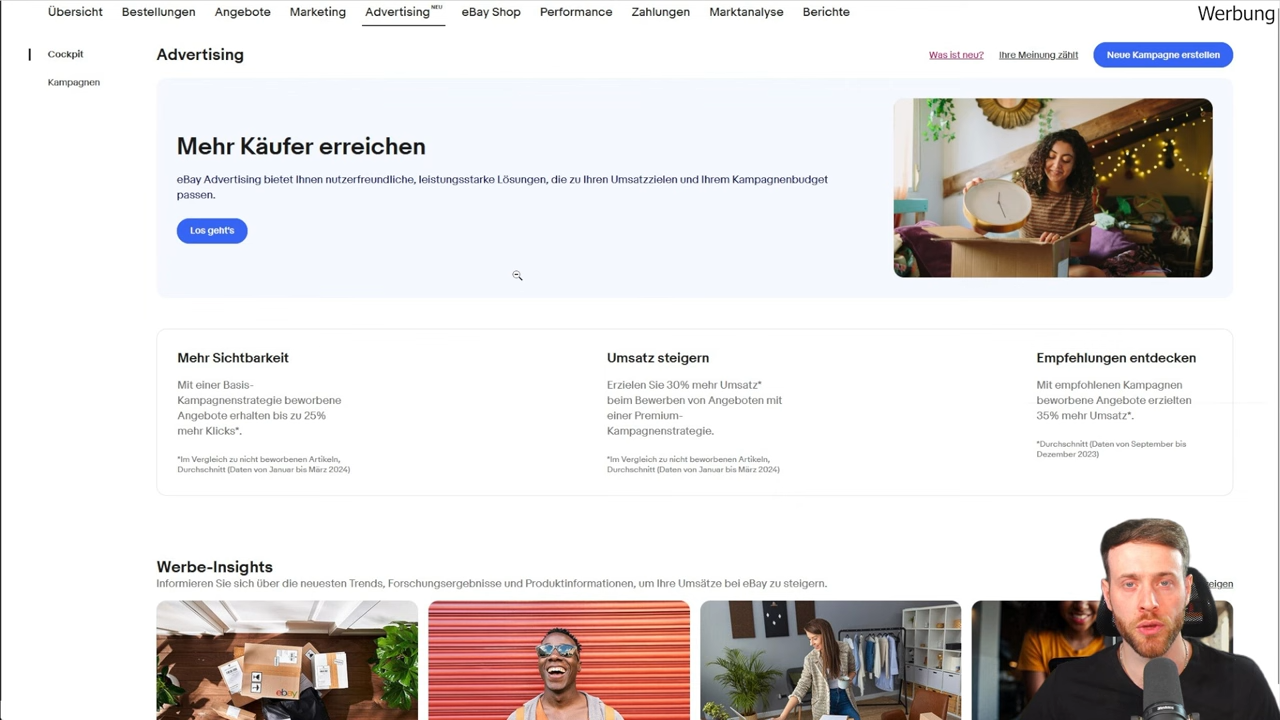 Übersicht Bestellungen Angebote Marketing Advertising NEU eBay Shop Performance Zahlungen Marktanalyse Berichte
Werbung
Cockpit
Kampagnen
Advertising
Was ist neu? Ihre Meinung zählt Neue Kampagne erstellen
Mehr Käufer erreichen
eBay Advertising bietet Ihnen nutzerfreundliche, leistungsstarke Lösungen, die zu Ihren Umsatzzielen und Ihrem Kampagnenbudget
passen.
Los geht's
Mehr Sichtbarkeit
Mit einer Basis-
Kampagnenstrategie beworbene
Angebote erhalten bis zu 25%
mehr Klicks*.
*Im Vergleich zu nicht beworbenen Artikeln,
Durchschnitt (Daten von Januar bis März 2024)
Umsatz steigern
Erzielen Sie 30% mehr Umsatz*
beim Bewerben von Angeboten mit
einer Premium-
Kampagnenstrategie.
*Im Vergleich zu nicht beworbenen Artikeln,
Durchschnitt (Daten von Januar bis März 2024)
Empfehlungen entdecken
Mit empfohlenen Kampagnen
beworbene Angebote erzielten
35% mehr Umsatz*.
*Durchschnitt (Daten von September bis
Dezember 2023)
Werbe-Insights
Informieren Sie sich über die neuesten Trends, Forschungsergebnisse und Produktinformationen, um Ihre Umsätze bei eBay zu steigern.
ebay